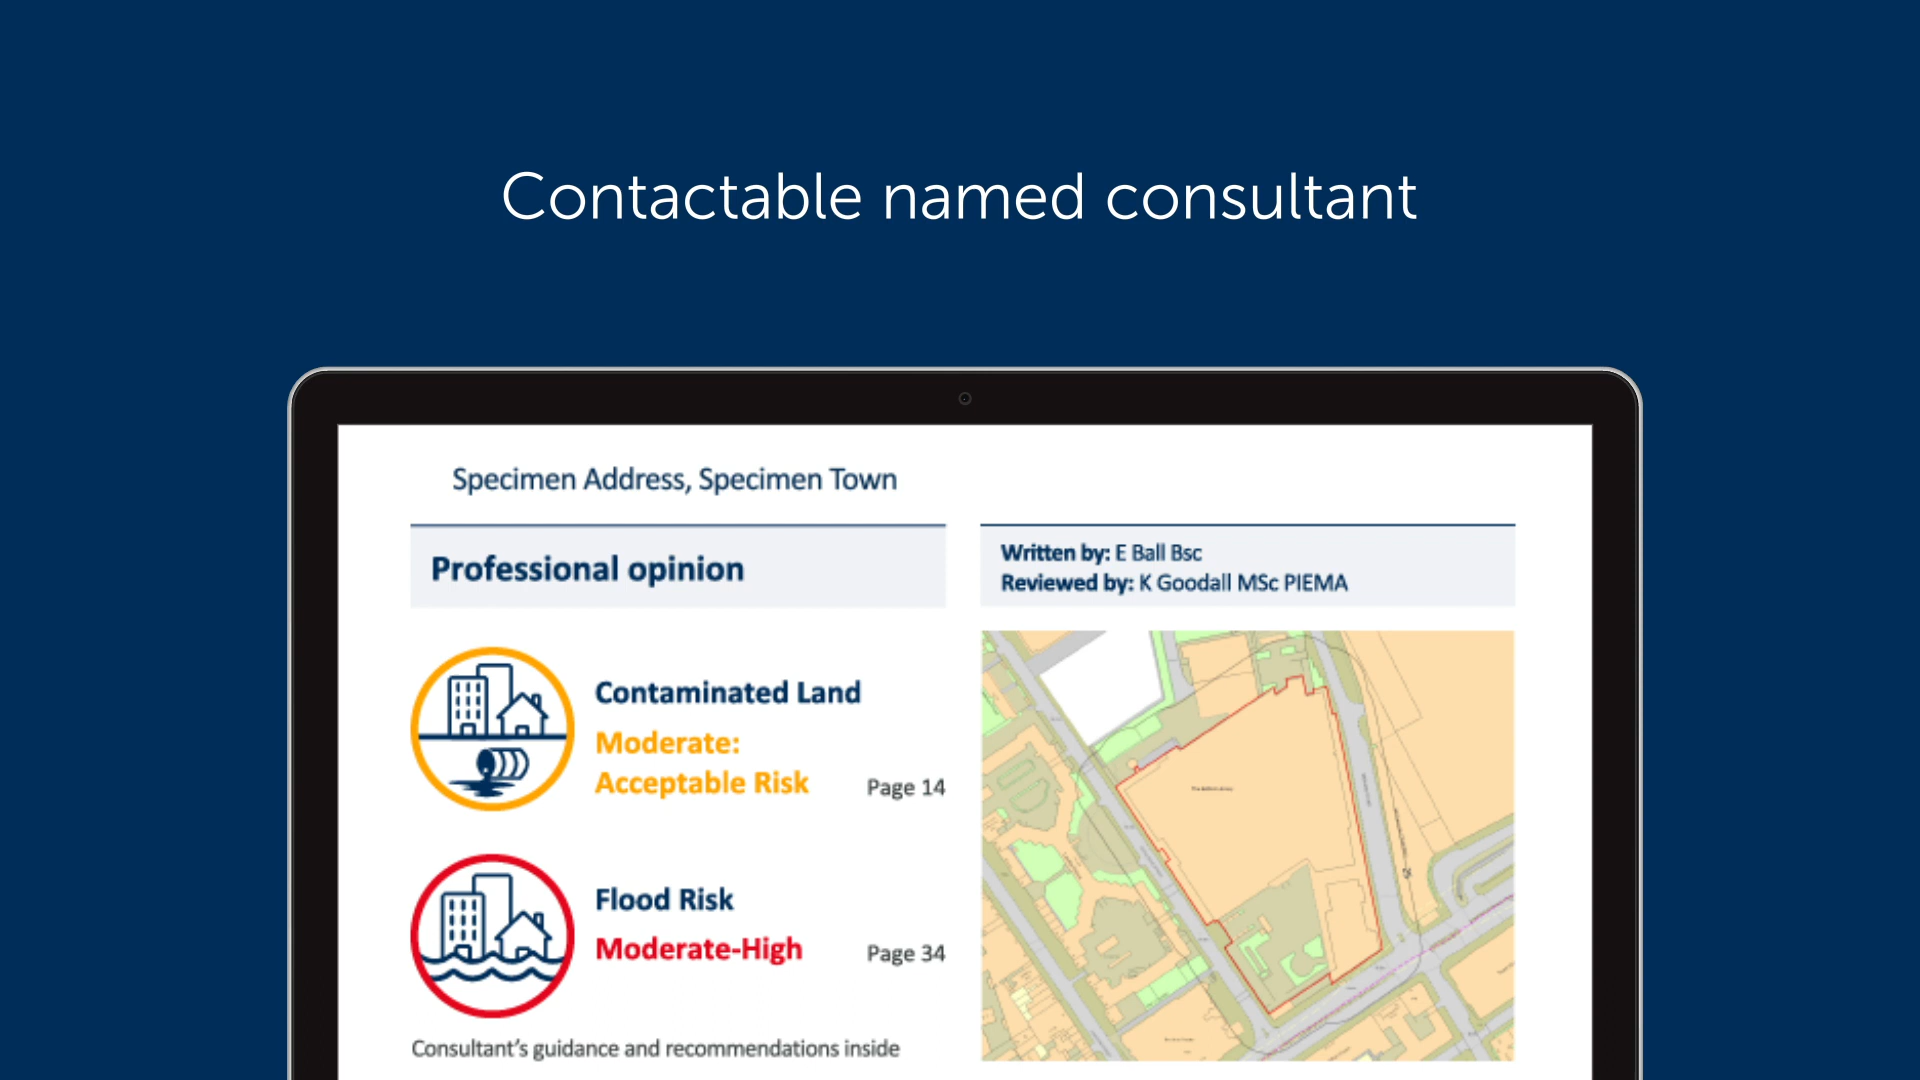 Contactable named consultant
Specimen Address, Specimen Town
Professional opinion
Written by: E Ball Bsc
Reviewed by: K Goodall MSc PIEMA
Contaminated Land
Moderate:
Acceptable Risk
Page 14
Flood Risk
Moderate-High
Page 34
Consultant’s guidance and recommendations inside